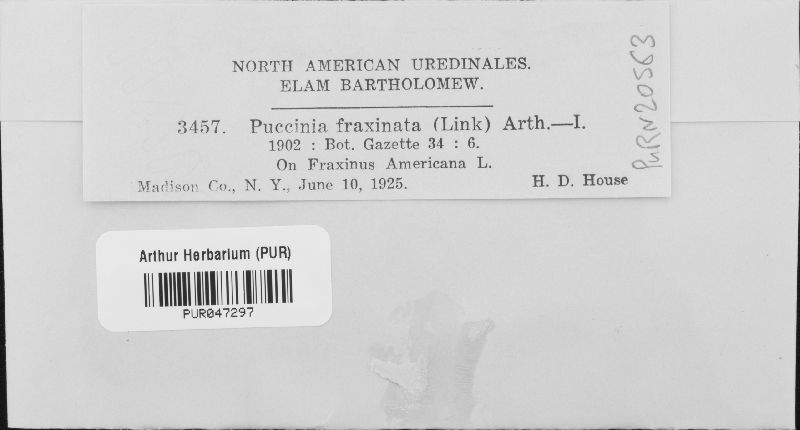 NORTH AMERICAN UREDINALES.
ELAM BARTHOLOMEW.
3457. Puccinia fraxinata (Link) Arth.—I.
1902 : Bot. Gazette 34 : 6.
On Fraxinus Americana L.
Madison Co., N. Y., June 10, 1925. H. D. House
PURN20563
Arthur Herbarium (PUR)
PUR047297